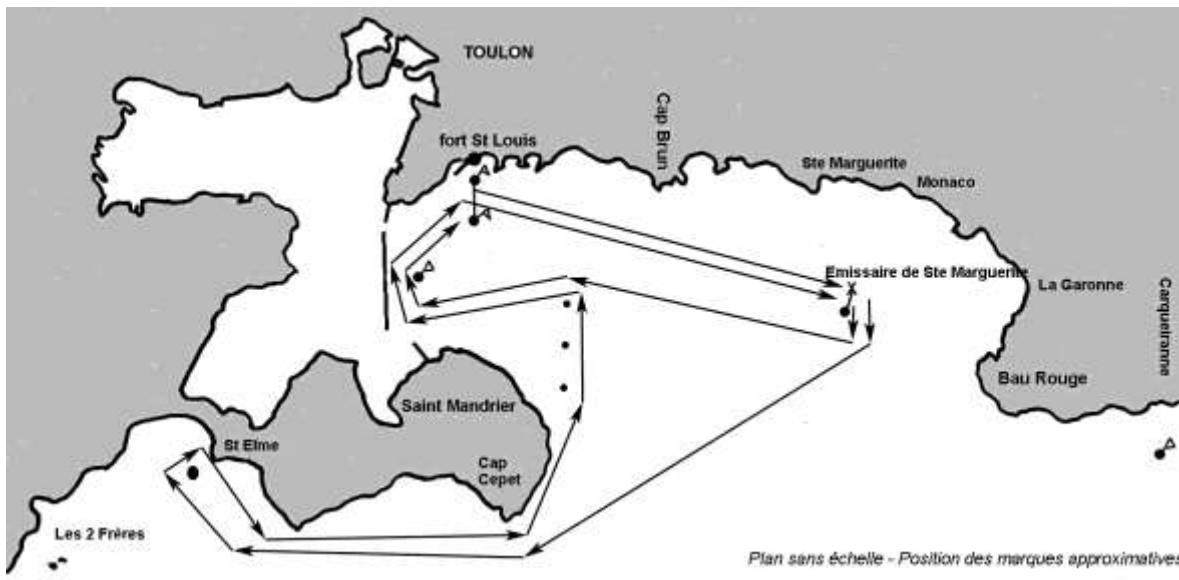 TOULON
fort St Louis
Cap Brun
Ste Marguerite
Monaco
Emissaire de Ste Marguerite
La Garonne
Carqueiranne
Bau Rouge
Saint Mandrier
St Elme
Cap
Cepet
Les 2 Frères
Plan sans échelle - Position des marques approximatives